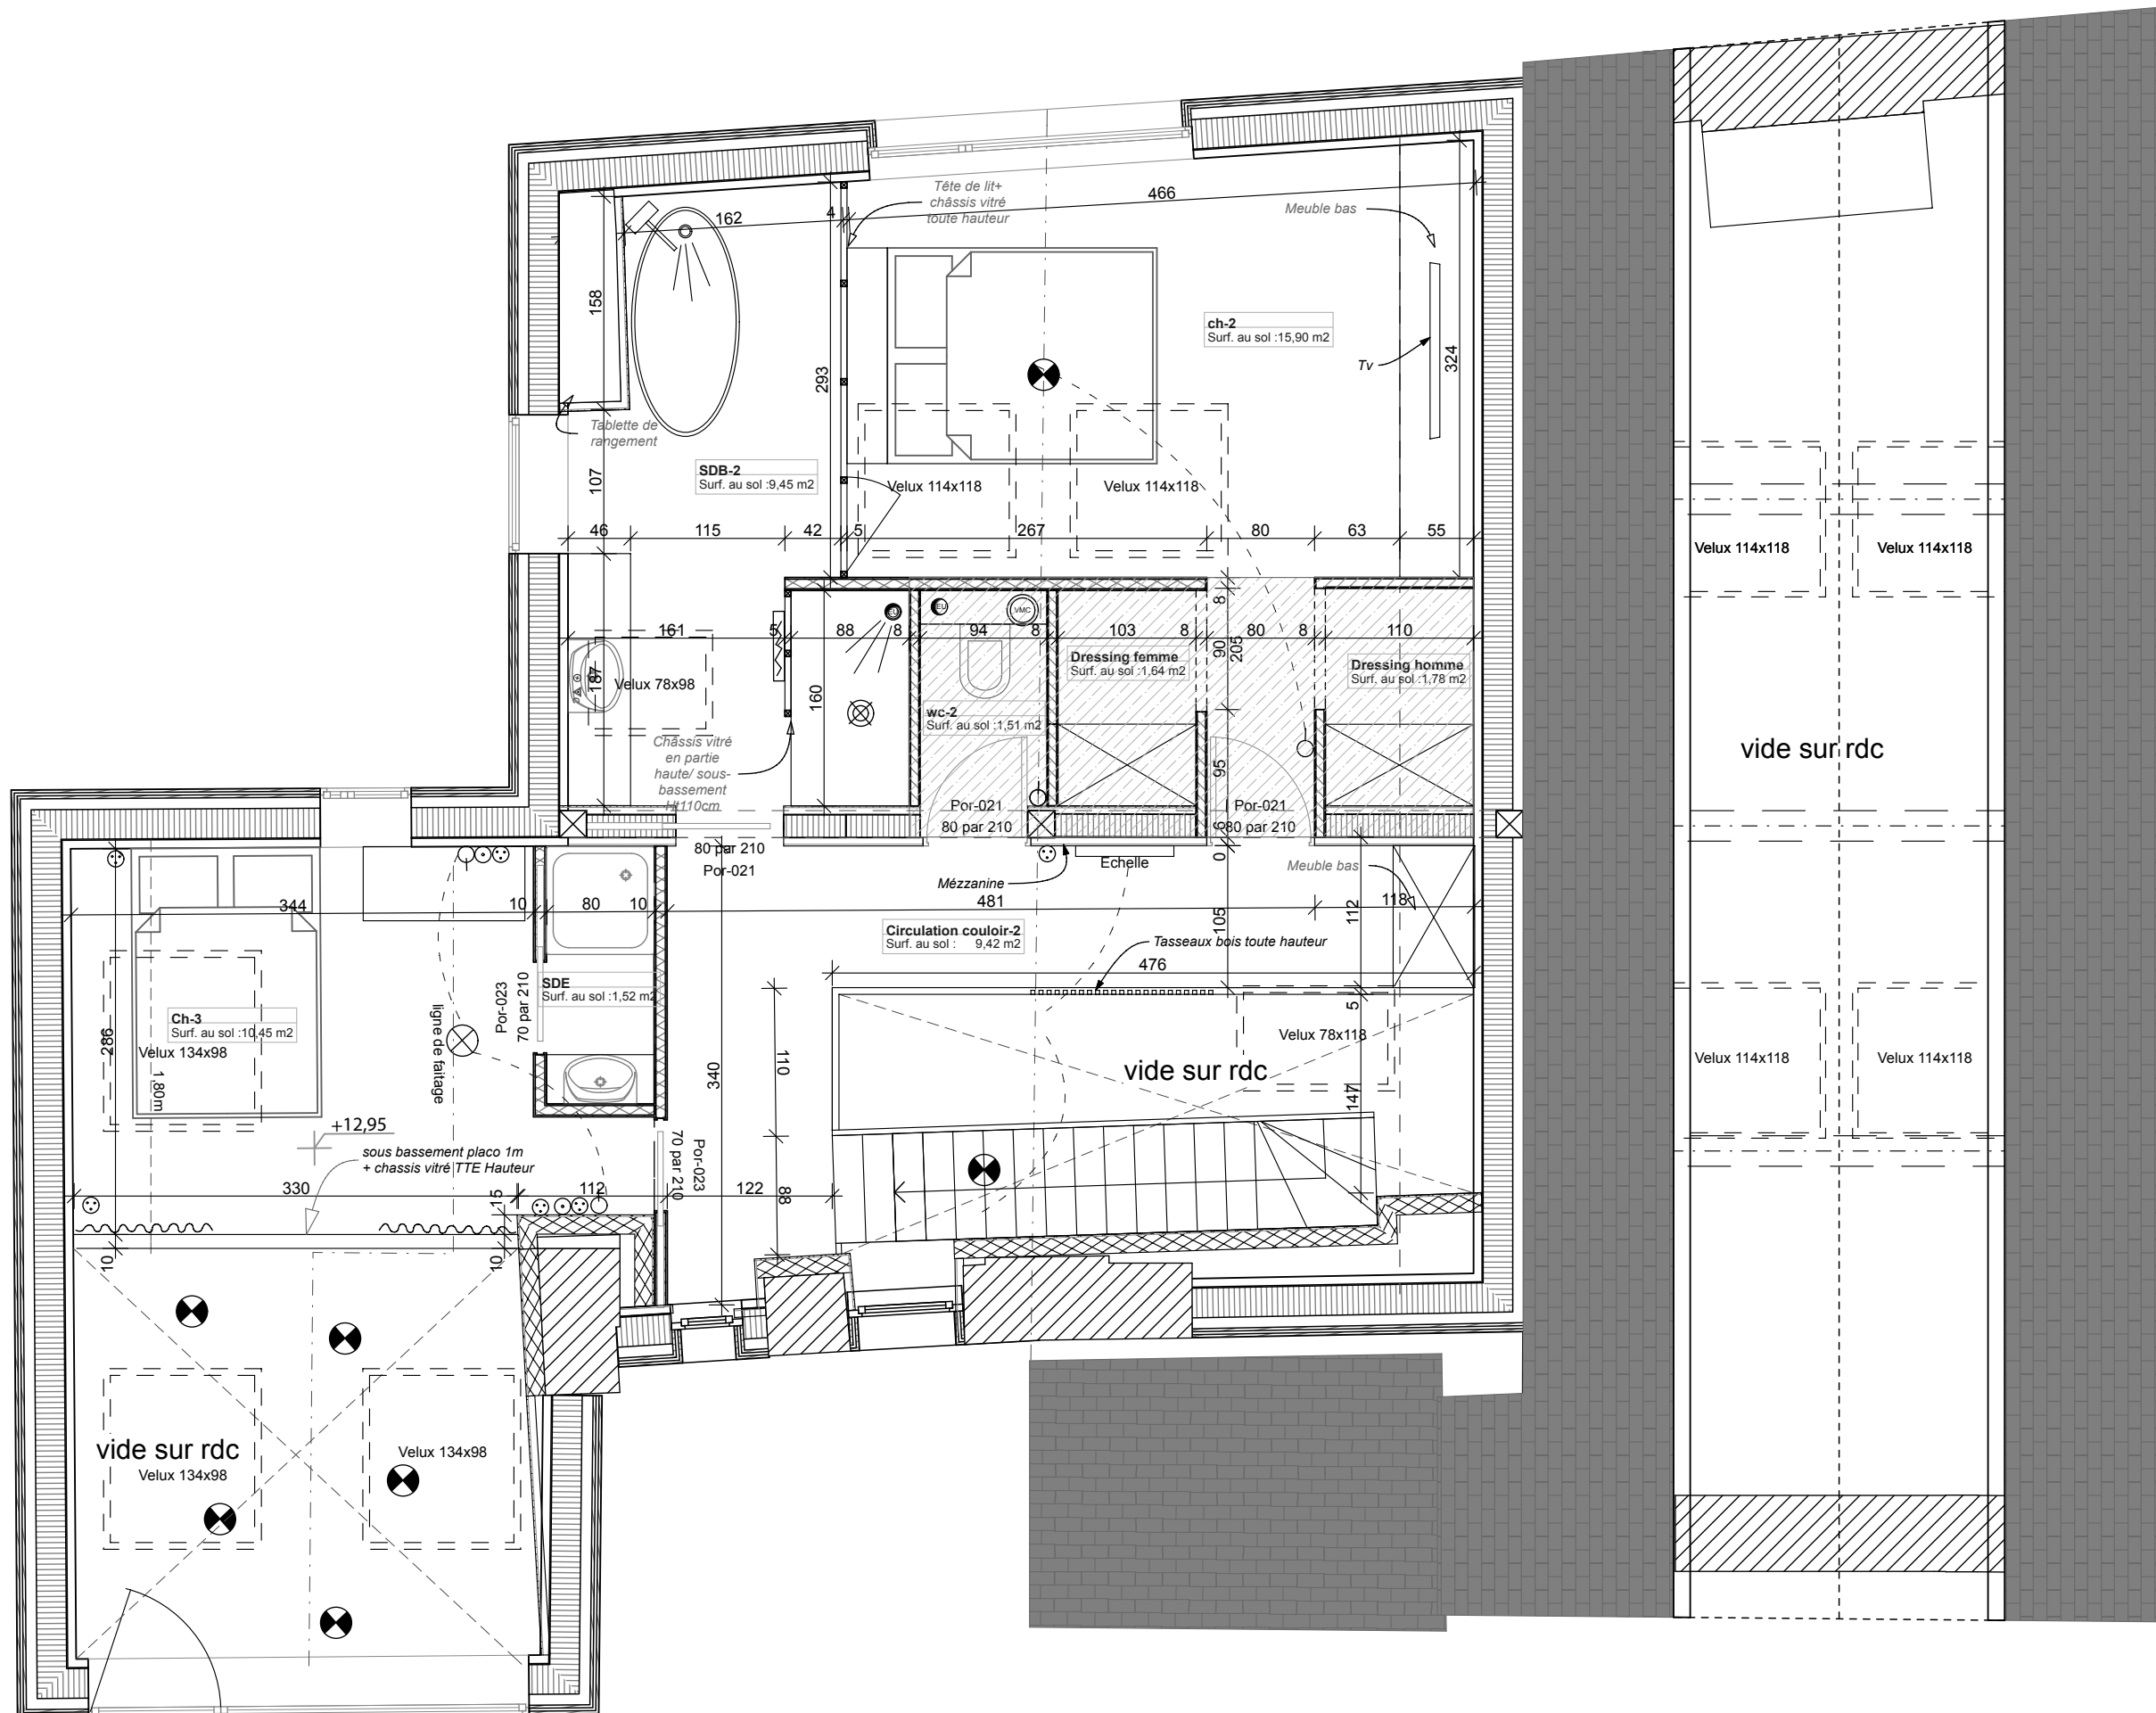 Tête de lit+
châssis vitré
toute hauteur
466
Meuble bas
162
4
158
ch-2
Surf. au sol :15,90 m2
Tv
324
293
Tablette de
rangement
107
SDB-2
Surf. au sol :9,45 m2
Velux 114x118
Velux 114x118
46
115
42
5
267
80
63
55
Velux 114x118
Velux 114x118
EU
EU
VMC
8
161
5
88
8
94
8
103
8
80
8
110
90
205
Dressing femme
Surf. au sol :1,64 m2
Dressing homme
Surf. au sol :1,78 m2
187
Velux 78x98
160
wc-2
Surf. au sol :1,51 m2
vide sur rdc
Châssis vitré
en partie
haute/ sous-
bassement
Ht110cm
95
Por-021
80 par 210
Por-021
80 par 210
6
0
80 par 210
Por-021
Echelle
Meuble bas
Mézzanine
344
10
80
10
481
118
105
112
Circulation couloir-2
Surf. au sol : 9,42 m2
Tasseaux bois toute hauteur
476
5
SDE
Surf. au sol :1,52 m2
Por-023
70 par 210
ligne de faitage
Ch-3
Surf. au sol :10,45 m2
Velux 134x98
286
1,80m
340
110
Velux 78x118
vide sur rdc
147
Velux 114x118
Velux 114x118
+12,95
sous bassement placo 1m
+ chassis vitré TTE Hauteur
Por-023
70 par 210
330
112
122
88
15
10
10
vide sur rdc
Velux 134x98
Velux 134x98